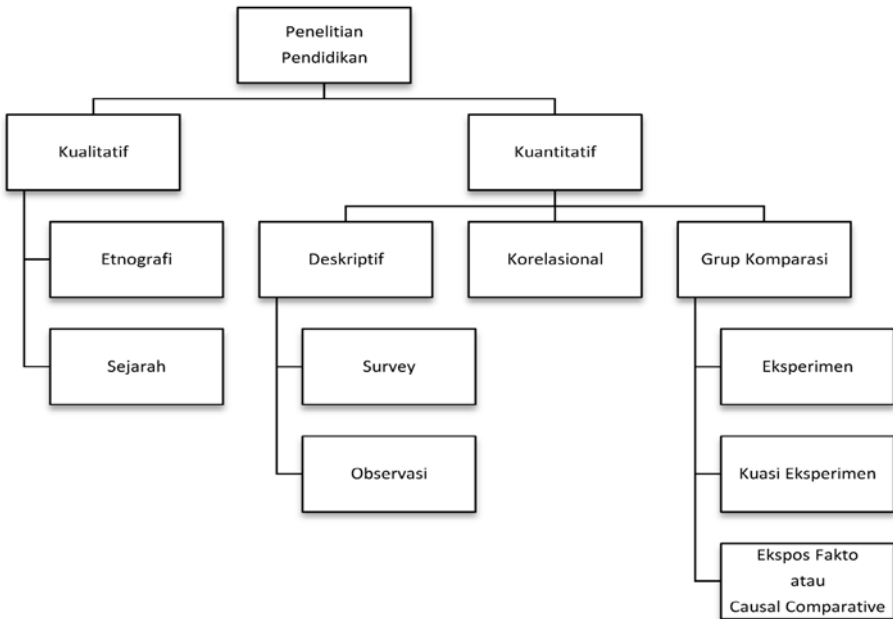 Penelitian
Pendidikan
Kualitatif
Kuantitatif
Etnografi
Deskriptif
Korelasional
Grup Komparasi
Sejarah
Survey
Eksperimen
Observasi
Kuasi Eksperimen
Ekspos Fakto
atau
Causal Comparative